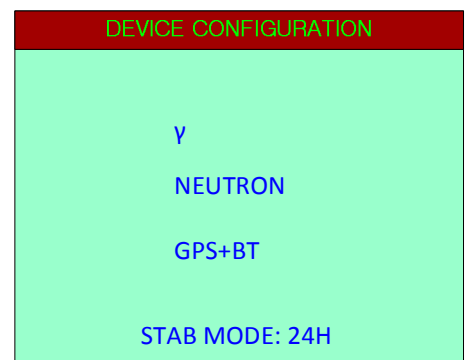 DEVICE CONFIGURATION
γ
NEUTRON
GPS+BT
STAB MODE: 24H